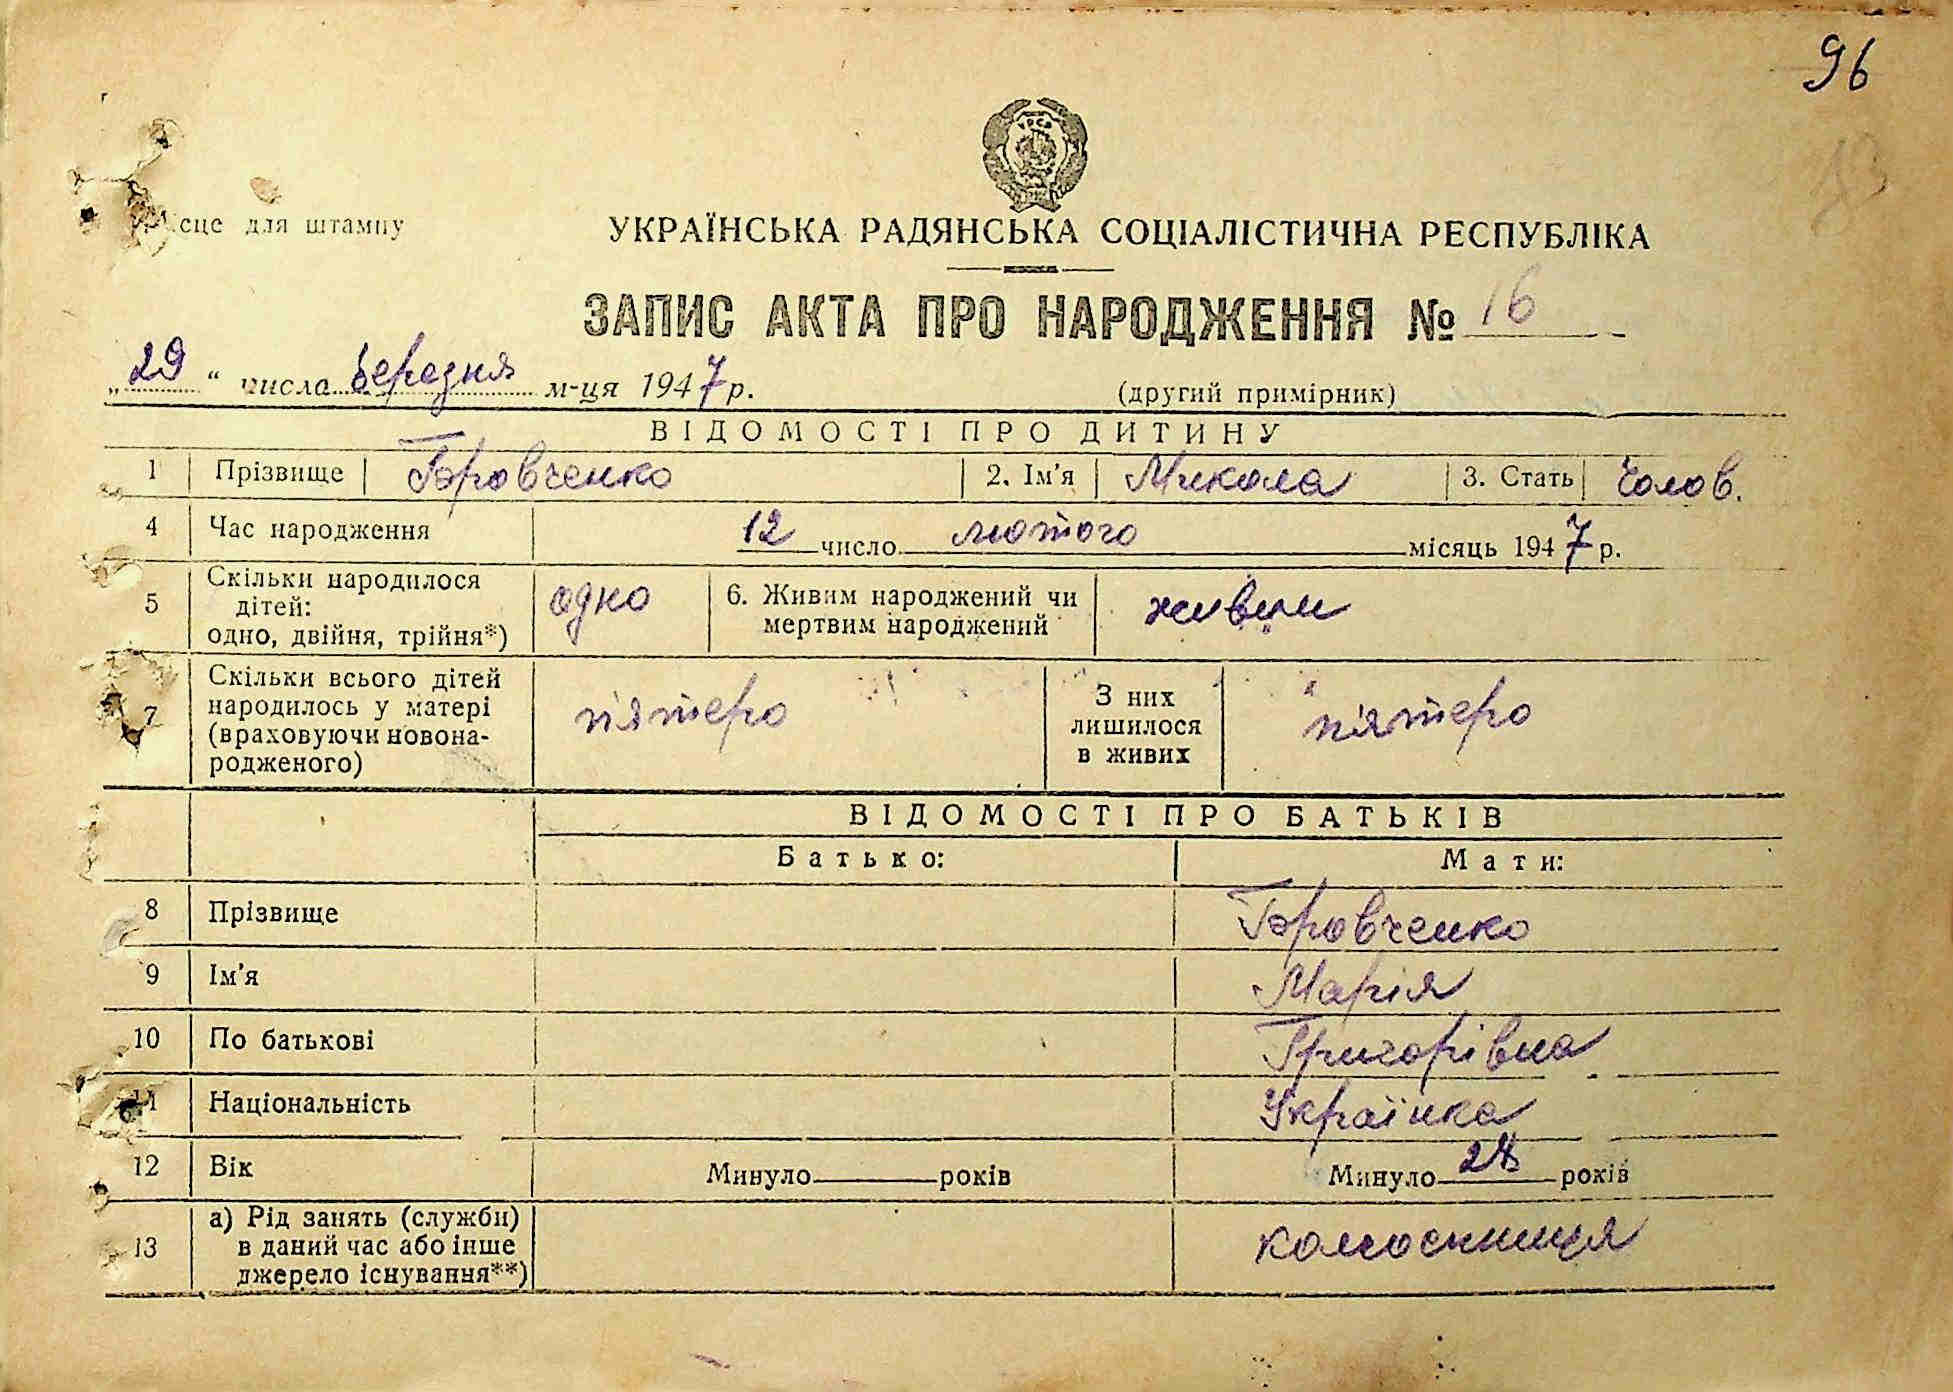 96
УРСР
Місце для штампу
УКРАЇНСЬКА РАДЯНСЬКА СОЦІАЛІСТИЧНА РЕСПУБЛІКА
ЗАПИС АКТА ПРО НАРОДЖЕННЯ № 16
„29“ числа березня м-ця 1947 р.
(другий примірник)
ВІДОМОСТІ ПРО ДИТИНУ
1 Прізвище Бровченко 2. Ім'я Микола 3. Стать Чолов.
4 Час народження 12 число лютого місяць 1947 р.
5 Скільки народилося
дітей:
одно, двійня, трійня*)
одно
6. Живим народжений чи
мертвим народжений
живим
7 Скільки всього дітей
народилось у матері
(враховуючи новона-
родженого)
п'ятеро
З них
лишилося
в живих
п'ятеро
ВІДОМОСТІ ПРО БАТЬКІВ
Батько: Мати:
8 Прізвище Бровченко
9 Ім'я Марія
10 По батькові Григорівна
11 Національність Українка
12 Вік Минуло років Минуло 28 років
13 а) Рід занять (служби)
в даний час або інше
джерело існування**)
колгоспниця